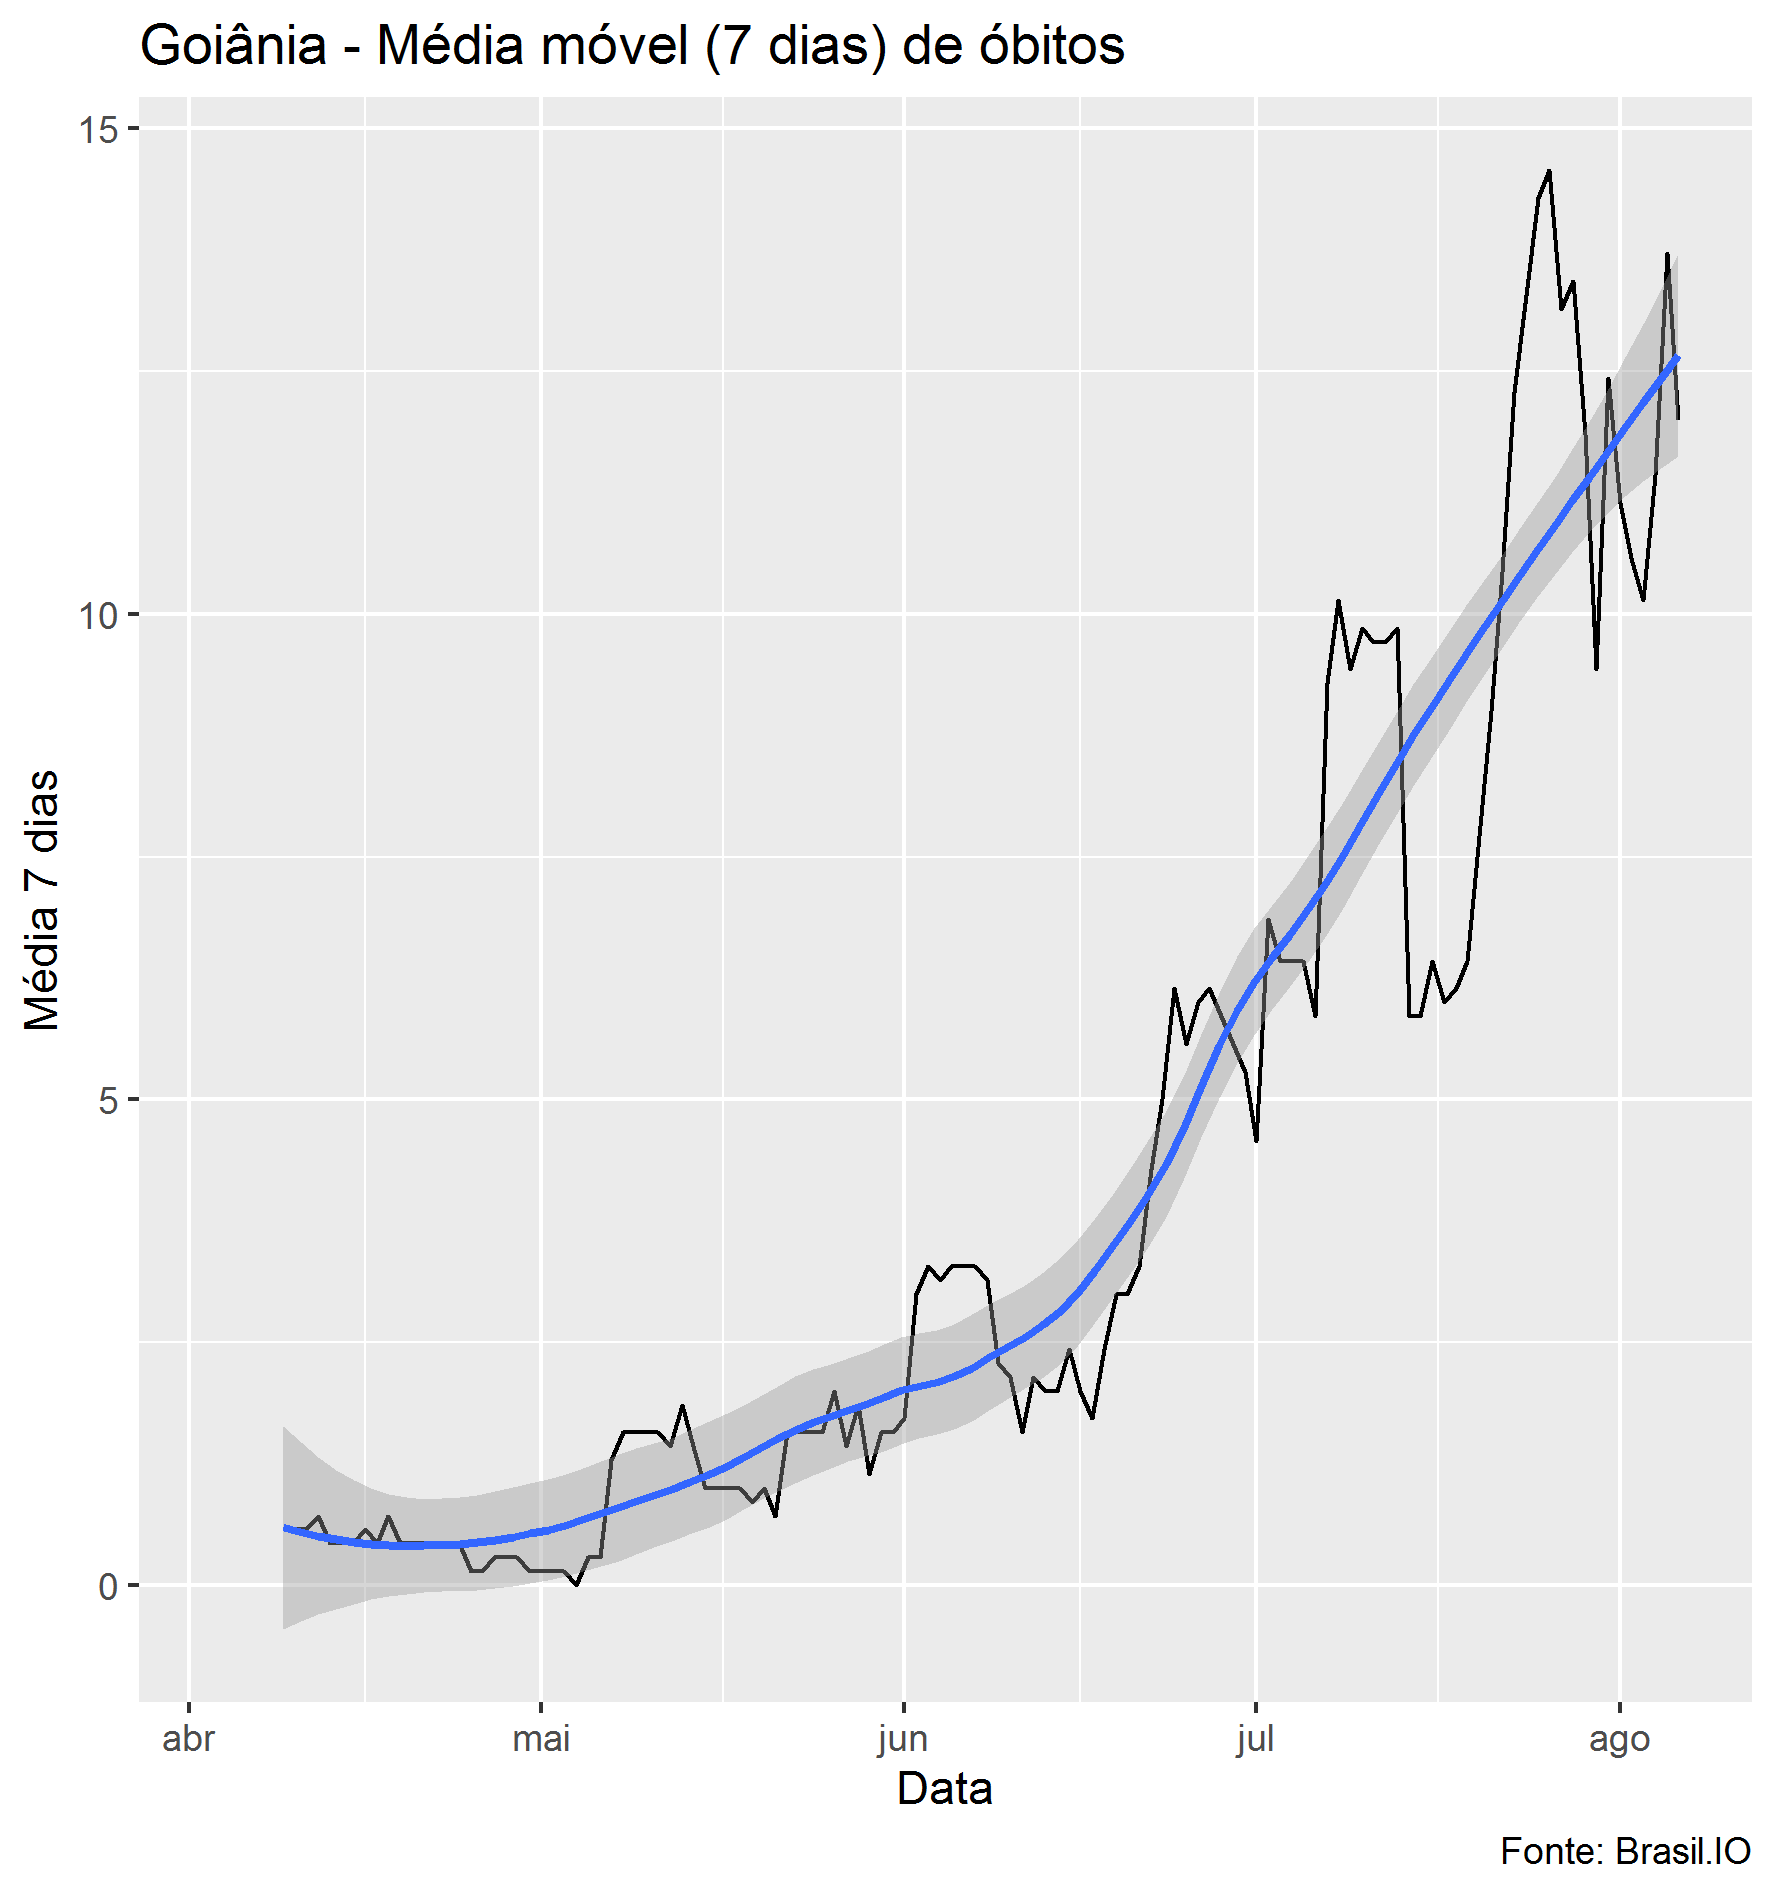 Goiânia - Média móvel (7 dias) de óbitos
15
10
5
0
Média 7 dias
abr mai jun jul ago
Data
Fonte: Brasil.IO